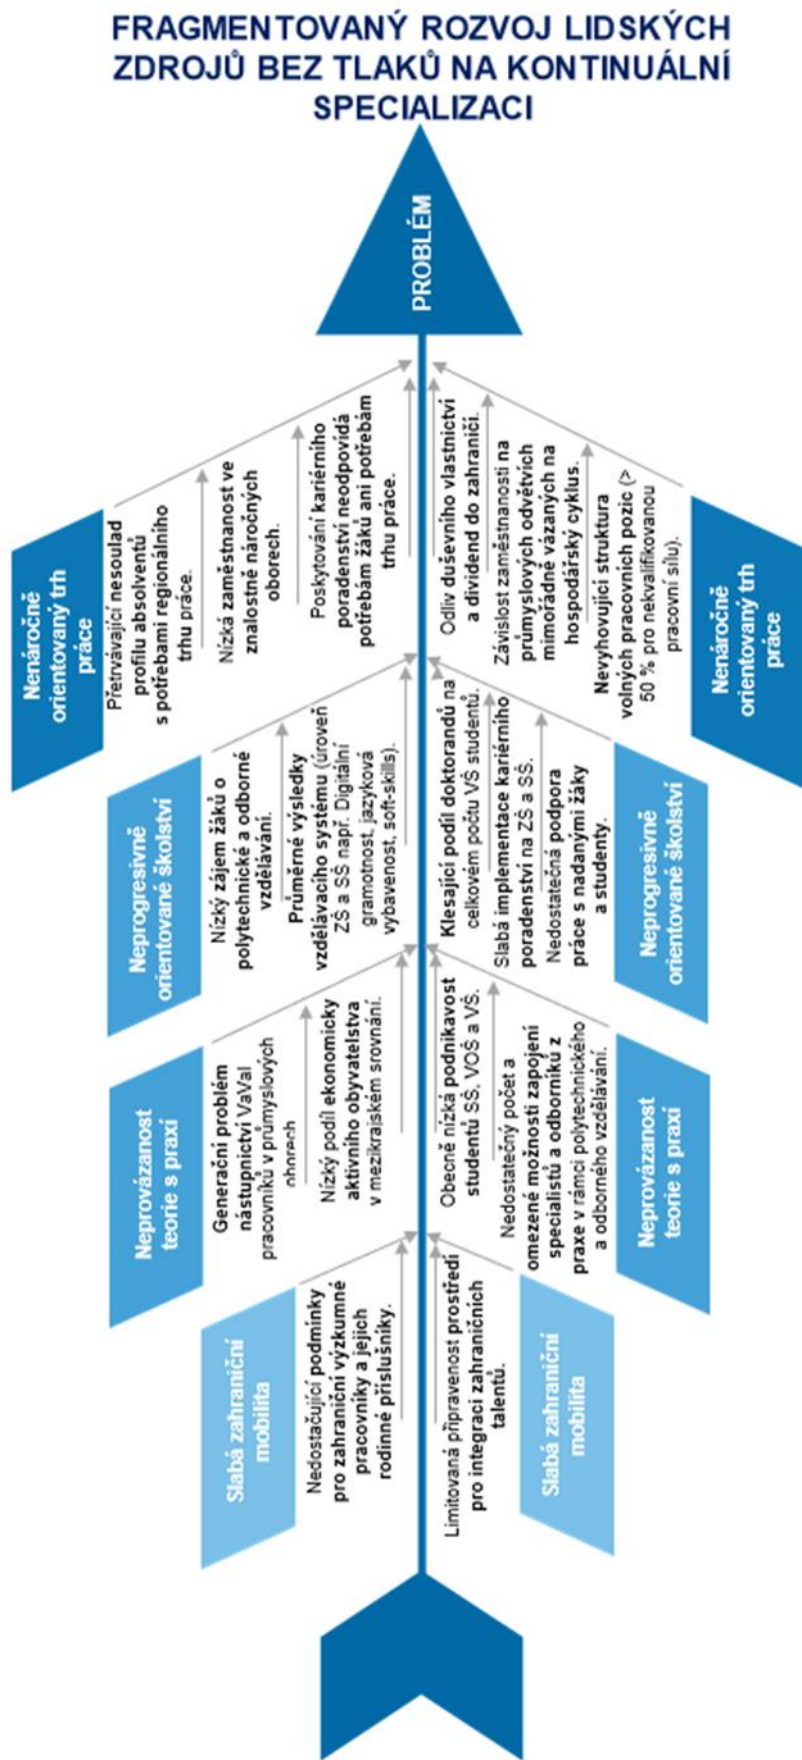 FRAGMENTOVANÝ ROZVOJ LIDSKÝCH
ZDROJŮ BEZ TLAKŮ NA KONTINUÁLNÍ
SPECIALIZACI
PROBLÉM
Slabá zahraniční
mobilita
Nedostačující podmínky
pro zahraniční výzkumné
pracovníky a jejich
rodinné příslušníky.
Neprovázanost
teorie s praxí
Generační problém
nástupnictví VaVaI
pracovníků v průmyslových
oborech
Nízký podíl ekonomicky
aktivního obyvatelstva
v mezikrajském srovnání.
Neprogresivně
orientované školství
Nízký zájem žáků o
polytechnické a odborné
vzdělávání.
Průměrné výsledky
vzdělávacího systému (úroveň
ZŠ a SŠ např. Digitální
gramotnost, jazyková
vybavenost, soft-skills).
Nenáročně
orientovaný trh
práce
Přetrvávající nesoulad
profilu absolventů
s potřebami regionálního
trhu práce.
Nízká zaměstnanost ve
znalostně náročných
oborech.
Poskytování kariérního
poradenství neodpovídá
potřebám žáků ani potřebám
trhu práce.
Limitovaná připravenost prostředí
pro integraci zahraničních
talentů.
Slabá zahraniční
mobilita
Obecně nízká podnikavost
studentů SŠ, VOŠ a VŠ.
Nedostatečný počet a
omezené možnosti zapojení
specialistů a odborníků z
praxe v rámci polytechnického
a odborného vzdělávání.
Neprovázanost
teorie s praxí
Klesající podíl doktorandů na
celkovém počtu VŠ studentů.
Slabá implementace kariérního
poradenství na ZŠ a SŠ.
Nedostatečná podpora
práce s nadanými žáky
a studenty.
Neprogresivně
orientované školství
Odliv duševního vlastnictví
a dividend do zahraničí.
Závislost zaměstnanosti na
průmyslových odvětvích
mimořádně vázaných na
hospodářský cyklus.
Nevyhovující struktura
volných pracovních pozic (>
50 % pro nekvalifikovanou
pracovní sílu).
Nenáročně
orientovaný trh
práce